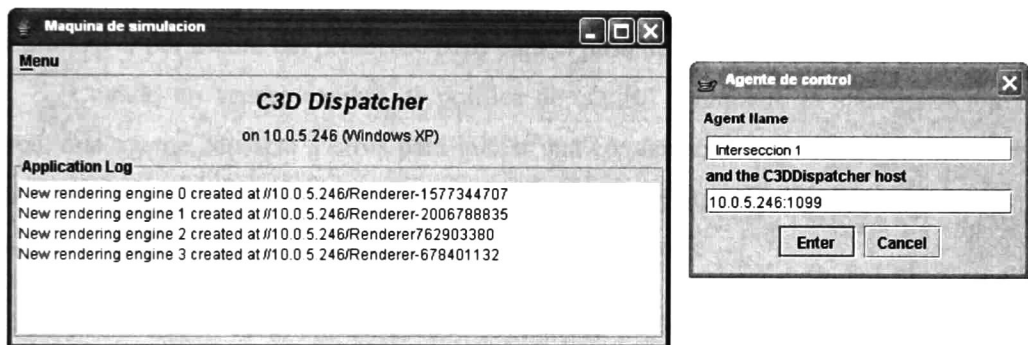 Maquina de simulacion
Menu
C3D Dispatcher
on 10.0.5.246 (Windows XP)
Application Log
New rendering engine 0 created at //10.0.5.246/Renderer-1577344707
New rendering engine 1 created at //10.0.5.246/Renderer-2006788835
New rendering engine 2 created at //10.0.5.246/Renderer762903380
New rendering engine 3 created at //10.0.5.246/Renderer-678401132
Agente de control
Agent Name
Interseccion 1
and the C3DDispatcher host
10.0.5.246:1099
Enter Cancel